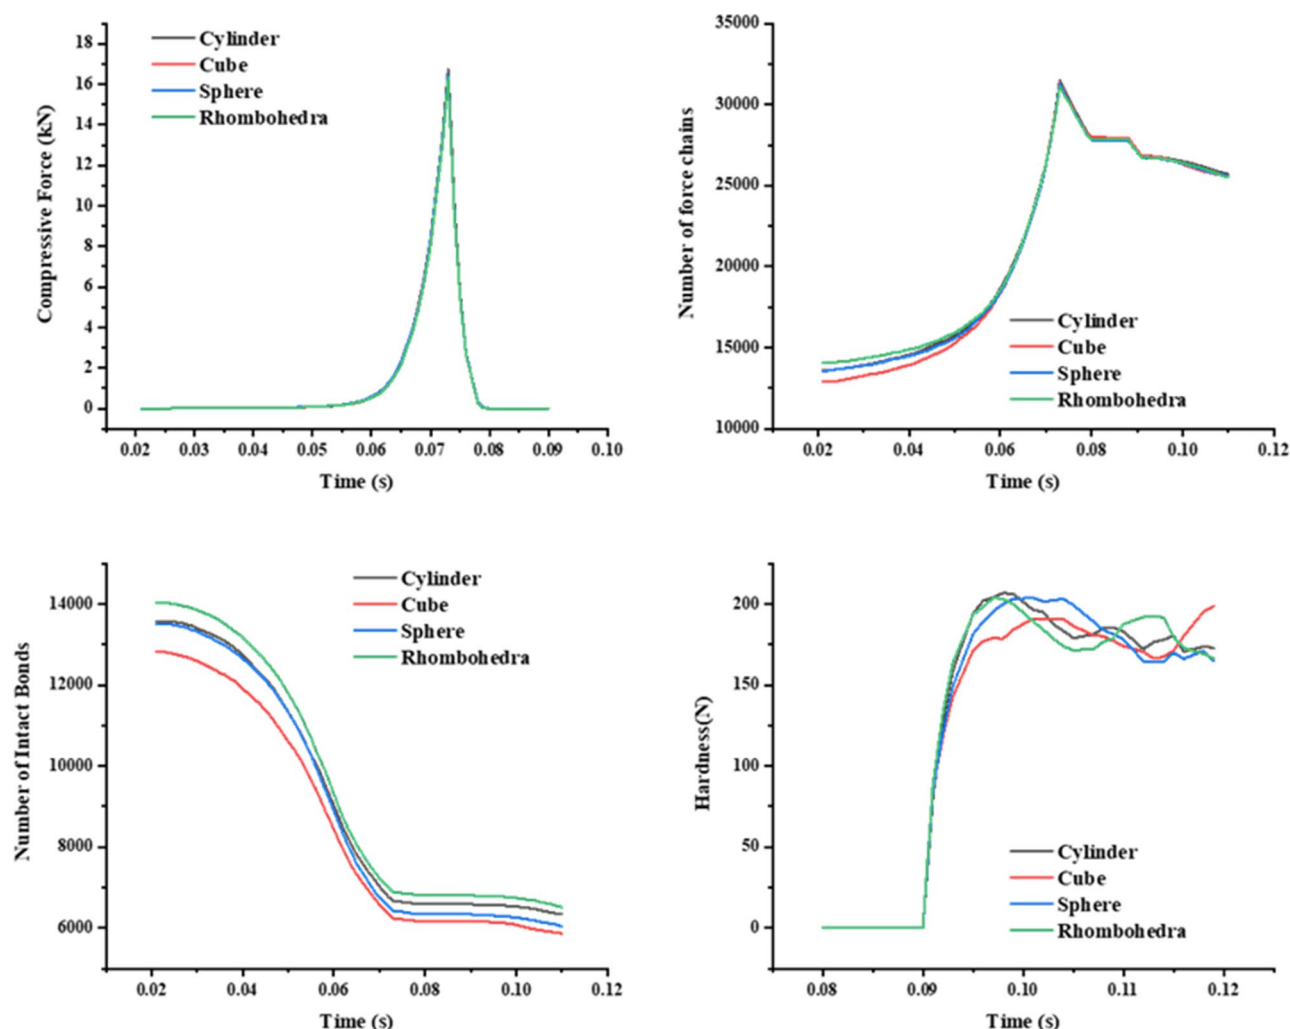 Compressive Force (kN)
18
16
14
12
10
8
6
4
2
0
Cylinder
Cube
Sphere
Rhombohedra
0.02 0.03 0.04 0.05 0.06 0.07 0.08 0.09 0.10
Time (s)
Number of force chains
35000
30000
25000
20000
15000
10000
Cylinder
Cube
Sphere
Rhombohedra
0.02 0.04 0.06 0.08 0.10 0.12
Time (s)
Number of Intact Bonds
14000
12000
10000
8000
6000
Cylinder
Cube
Sphere
Rhombohedra
0.02 0.04 0.06 0.08 0.10 0.12
Time (s)
Hardness(N)
200
150
100
50
0
Cylinder
Cube
Sphere
Rhombohedra
0.08 0.09 0.10 0.11 0.12
Time (s)